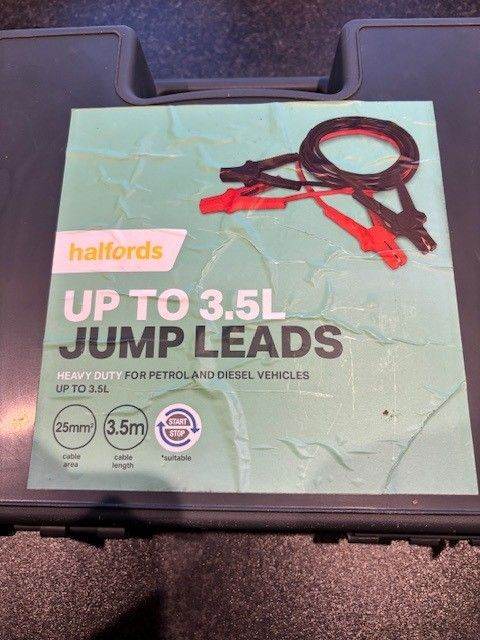 halfords
UP TO 3.5L
JUMP LEADS
HEAVY DUTY FOR PETROL AND DIESEL VEHICLES
UP TO 3.5L
25mm²
cable
area
3.5m
cable
length
START
STOP
*suitable